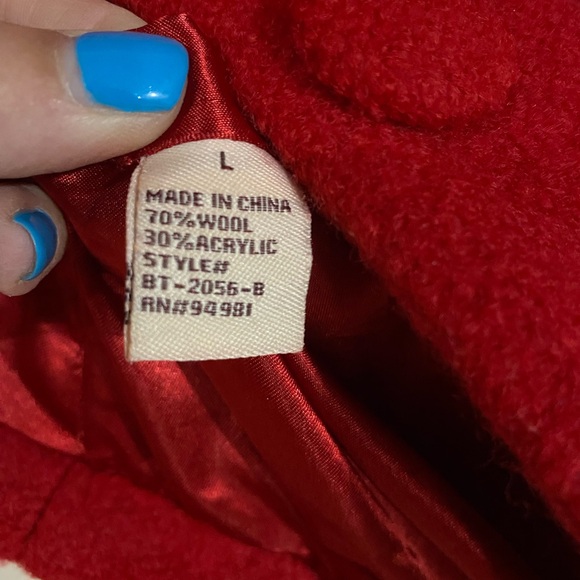 L
MADE IN CHINA
70%WOOL
30%ACRYLIC
STYLE#
BT-2056-B
RN#94981